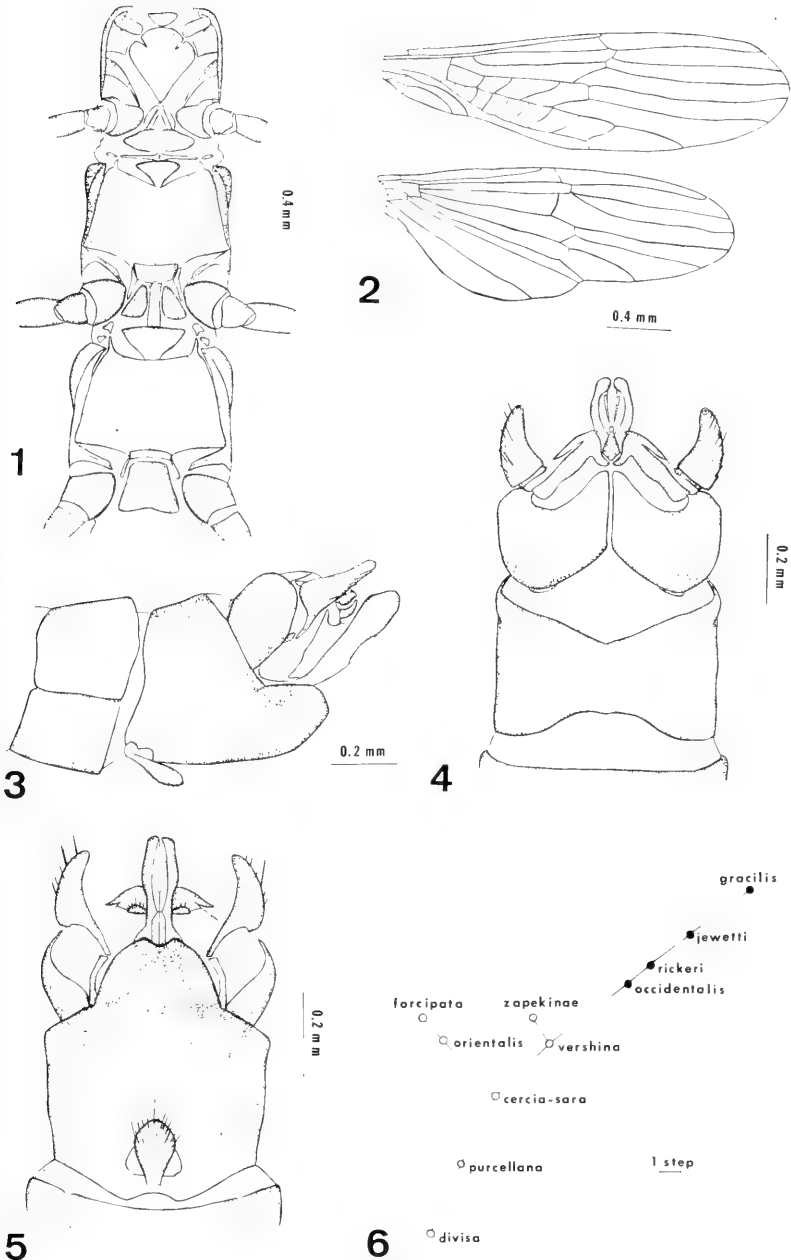 0.4 mm
1
2
0.4 mm
3
0.2 mm
4
0.2 mm
5
0.2 mm
gracilis
jewetti
rickeri
occidentalis
forcipata
zapekinae
orientalis
vershina
cercia-sara
purcellana
1 step
divisa
6